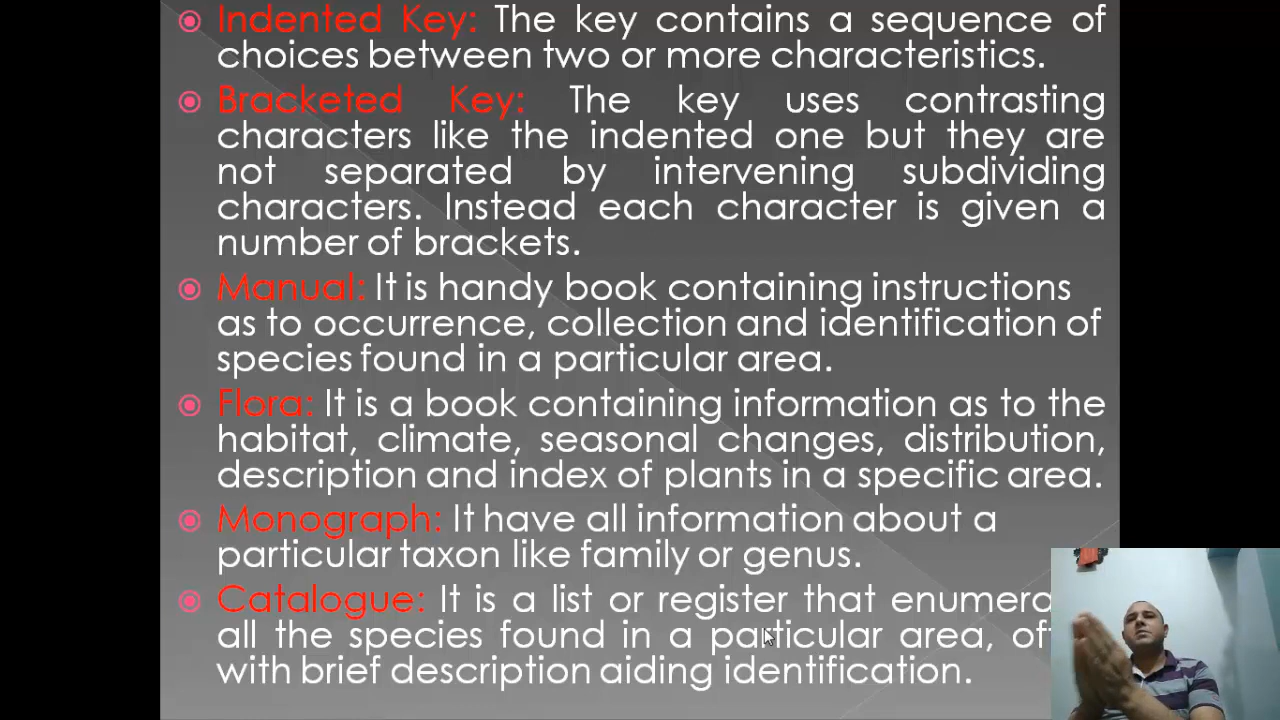 Indented Key: The key contains a sequence of
choices between two or more characteristics.
Bracketed Key: The key uses contrasting
characters like the indented one but they are
not separated by intervening subdividing
characters. Instead each character is given a
number of brackets.
Manual: It is handy book containing instructions
as to occurrence, collection and identification of
species found in a particular area.
Flora: It is a book containing information as to the
habitat, climate, seasonal changes, distribution,
description and index of plants in a specific area.
Monograph: It have all information about a
particular taxon like family or genus.
Catalogue: It is a list or register that
all the species found in a particular area,
with brief description aiding identification.